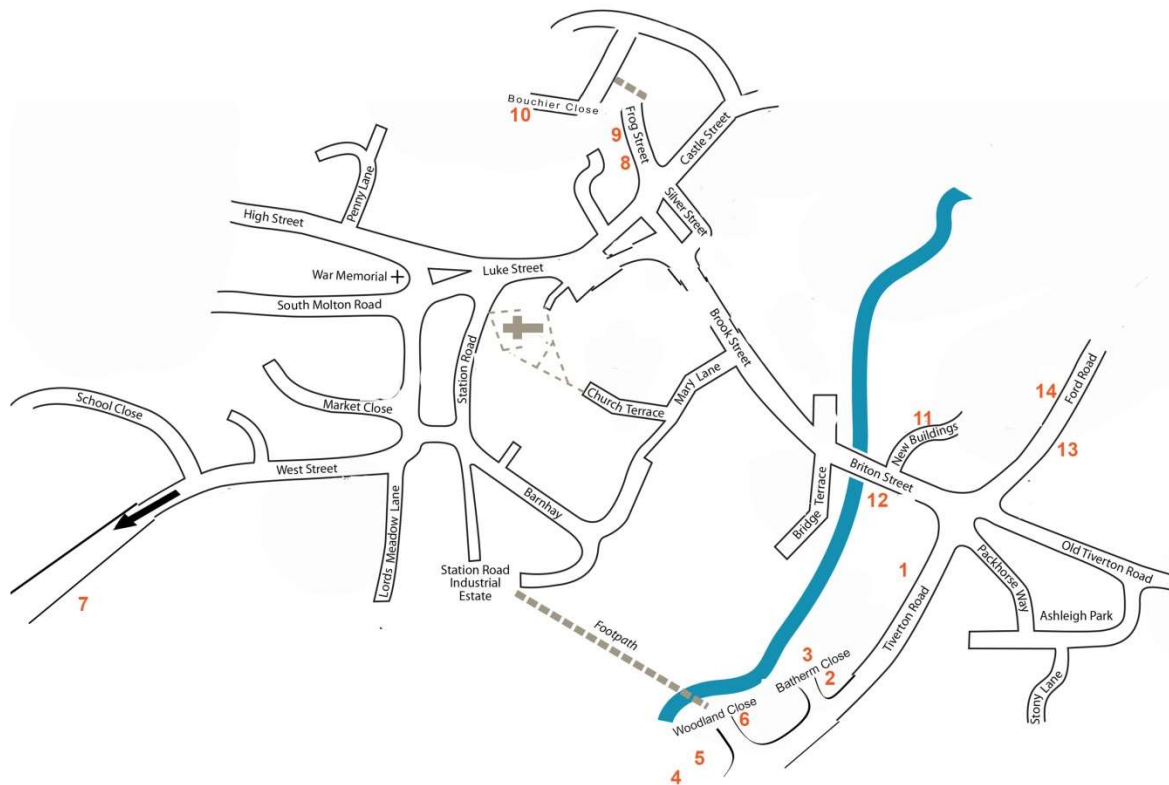 Bouchier Close
10
Frog Street
9
8
Castle Street
Silver Street
Penny Lane
High Street
War Memorial
Luke Street
South Molton Road
Station Road
Brook Street
Mary Lane
Church Terrace
School Close
Market Close
West Street
Lords Meadow Lane
Barnhay
Station Road
Industrial
Estate
7
Footpath
14
Ford Road
13
11
New Buildings
Briton Street
12
Bridge Terrace
1
Tiverton Road
Packhorse Way
Old Tiverton Road
Ashleigh Park
Stony Lane
3
Batherm Close
2
Woodland Close
6
5
4